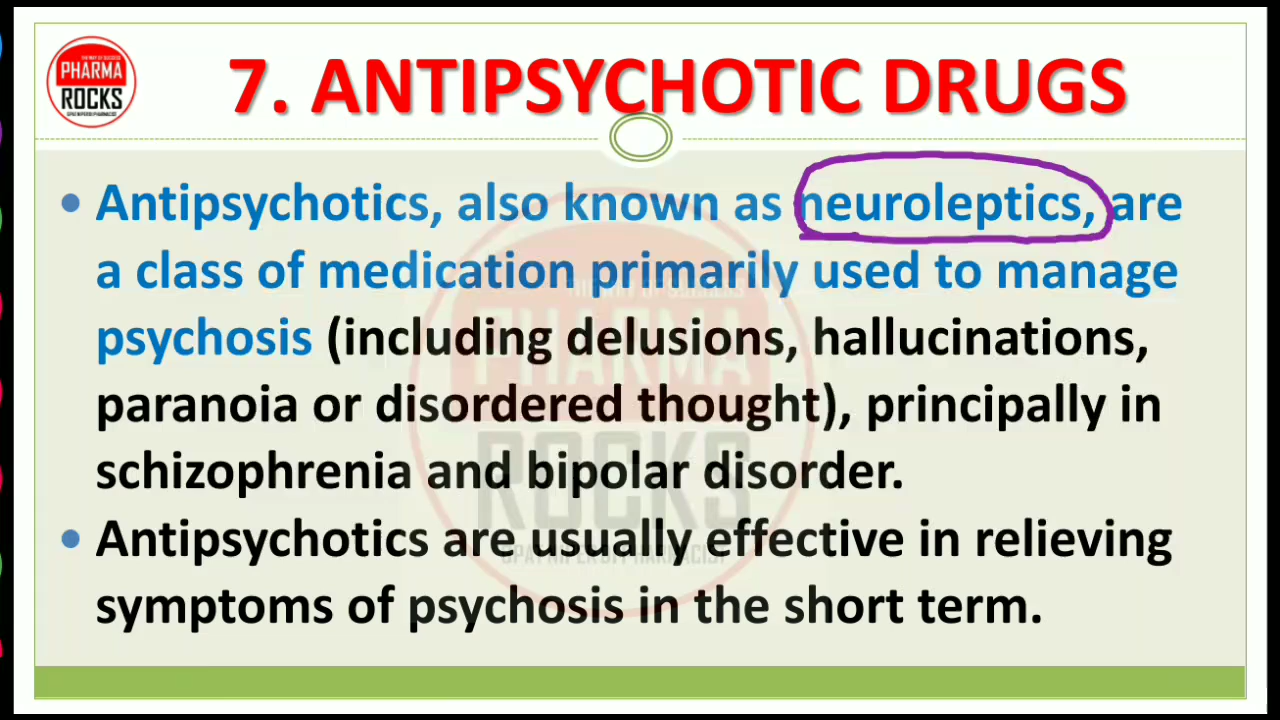 PHARMA
ROCKS
7. ANTIPSYCHOTIC DRUGS
• Antipsychotics, also known as neuroleptics, are
a class of medication primarily used to manage
psychosis (including delusions, hallucinations,
paranoia or disordered thought), principally in
schizophrenia and bipolar disorder.
• Antipsychotics are usually effective in relieving
symptoms of psychosis in the short term.
PHARMA
ROCKS